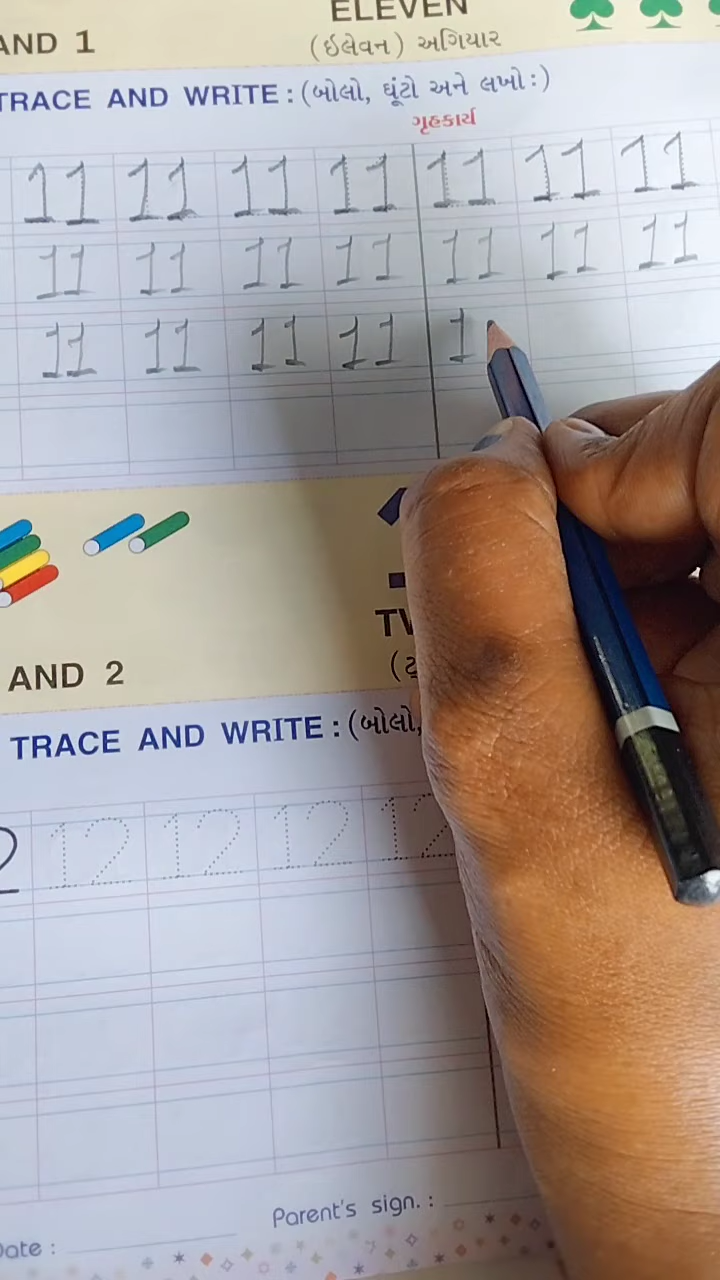 AND 1
ELEVEN
(ઇલેવન) અગિયાર
TRACE AND WRITE : (બોલો, ઘૂંટો અને લખો:)
ગૃહકાર્ય
11 11 11 11 11 11 11
11 11 11 11 11 11 11
11 11 11 11 1
AND 2
TRACE AND WRITE : (બોલો,
2 12 12 12 12
Parent's sign. :
Date :